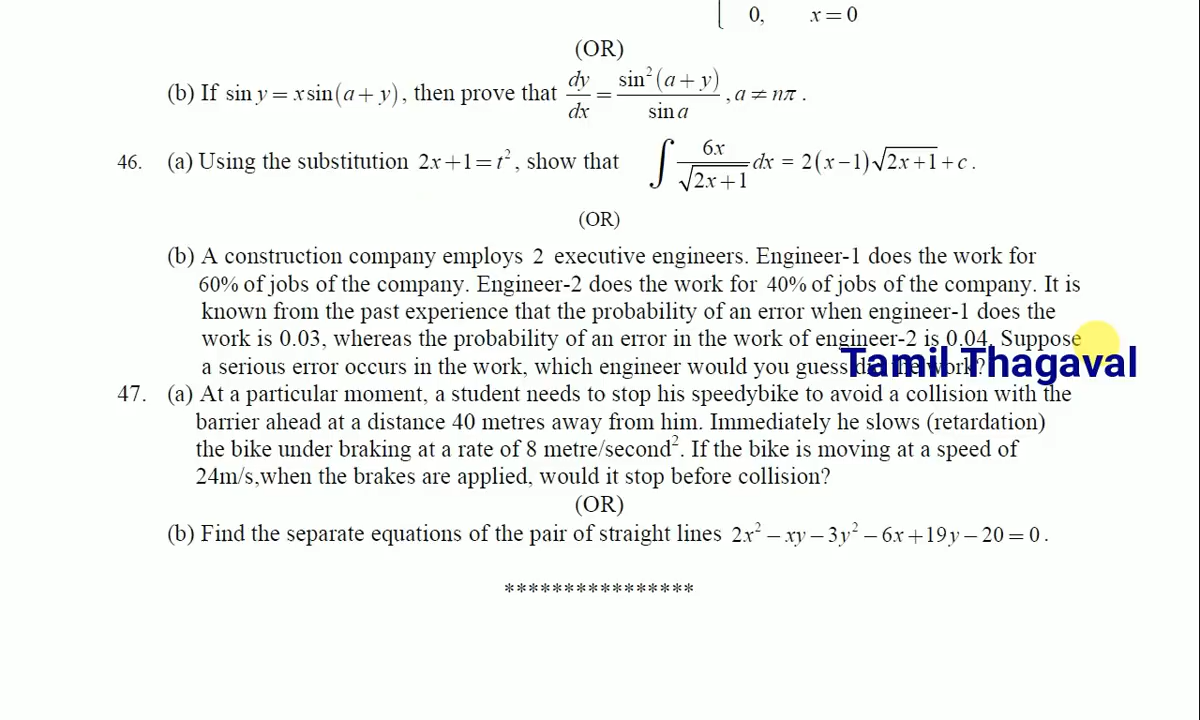 0, x = 0
(OR)
(b) If sin y = x sin(a + y), then prove that dy/dx = sin²(a + y)/sin a, a ≠ nπ.
46. (a) Using the substitution 2x+1 = t², show that ∫ 6x/√(2x+1) dx = 2(x−1)√(2x+1) + c.
(OR)
(b) A construction company employs 2 executive engineers. Engineer-1 does the work for
60% of jobs of the company. Engineer-2 does the work for 40% of jobs of the company. It is
known from the past experience that the probability of an error when engineer-1 does the
work is 0.03, whereas the probability of an error in the work of engineer-2 is 0.04. Suppose
a serious error occurs in the work, which engineer would you guess did the work?
Tamil Thagaval
47. (a) At a particular moment, a student needs to stop his speedybike to avoid a collision with the
barrier ahead at a distance 40 metres away from him. Immediately he slows (retardation)
the bike under braking at a rate of 8 metre/second². If the bike is moving at a speed of
24m/s,when the brakes are applied, would it stop before collision?
(OR)
(b) Find the separate equations of the pair of straight lines 2x² − xy − 3y² − 6x + 19y − 20 = 0.
****************